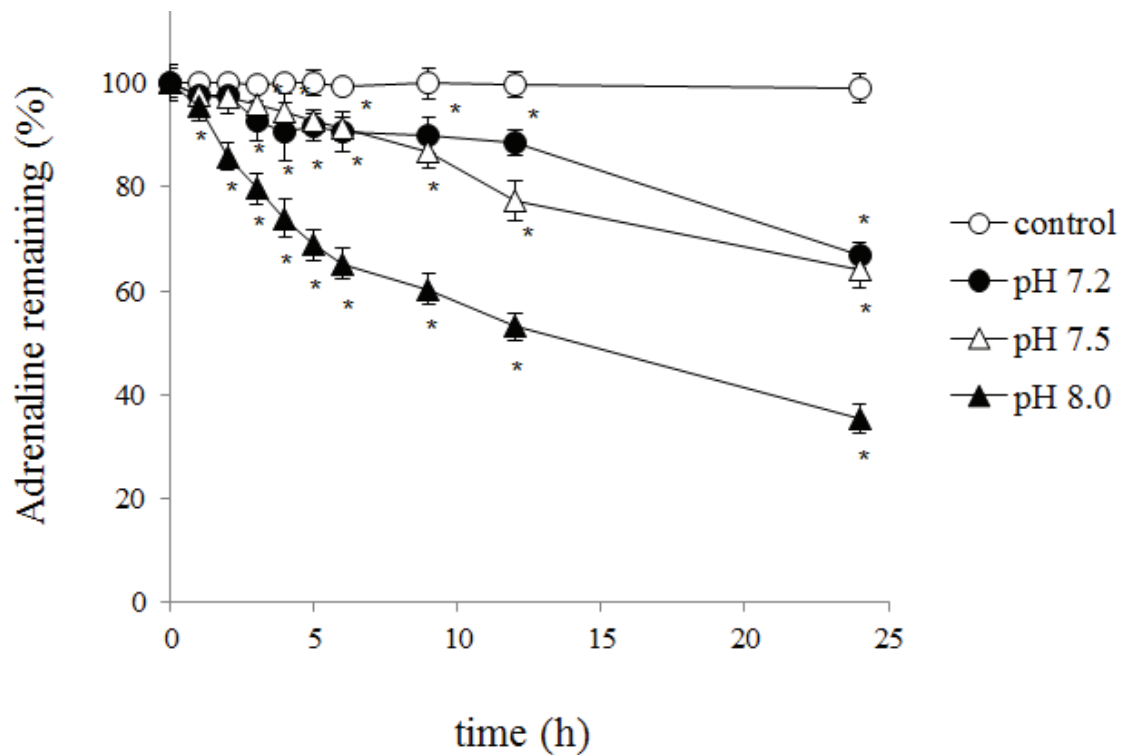 Adrenaline remaining (%)
100
80
60
40
20
0
* * * * *
* * * * * * *
* * *
* * *
* *
* *
*
*
0 5 10 15 20 25
time (h)
control
pH 7.2
pH 7.5
pH 8.0